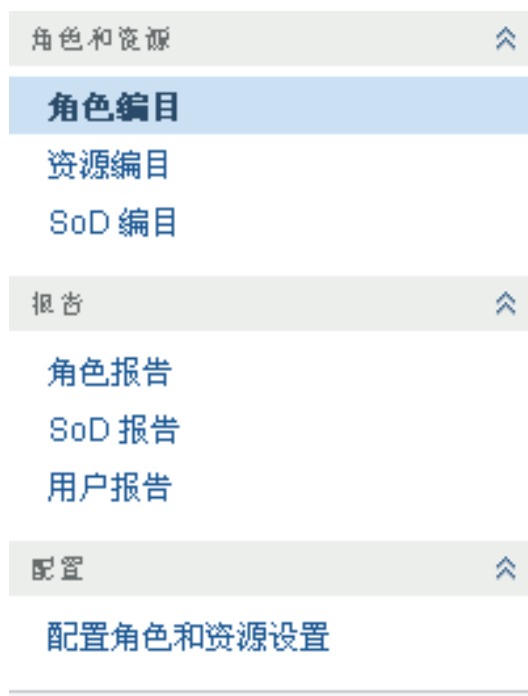 角色和资源
角色编目
资源编目
SoD 编目
报告
角色报告
SoD 报告
用户报告
配置
配置角色和资源设置